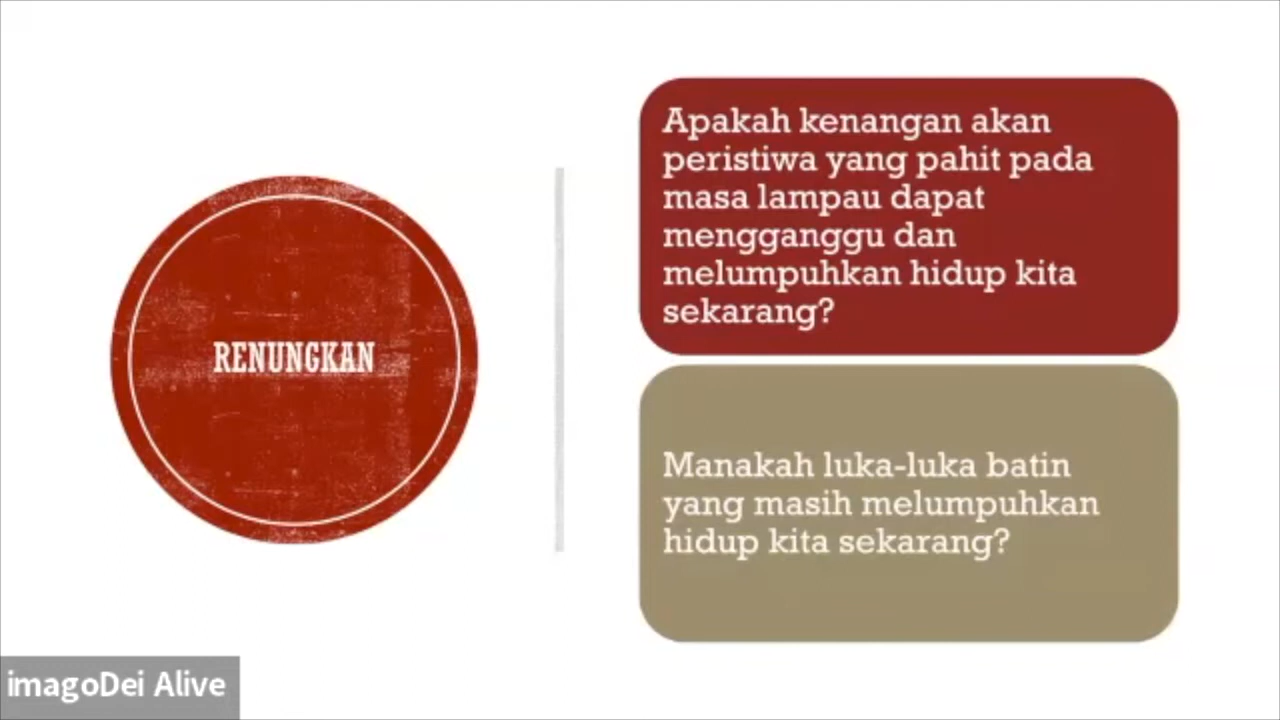 RENUNGKAN
Apakah kenangan akan
peristiwa yang pahit pada
masa lampau dapat
mengganggu dan
melumpuhkan hidup kita
sekarang?
Manakah luka-luka batin
yang masih melumpuhkan
hidup kita sekarang?
imagoDei Alive